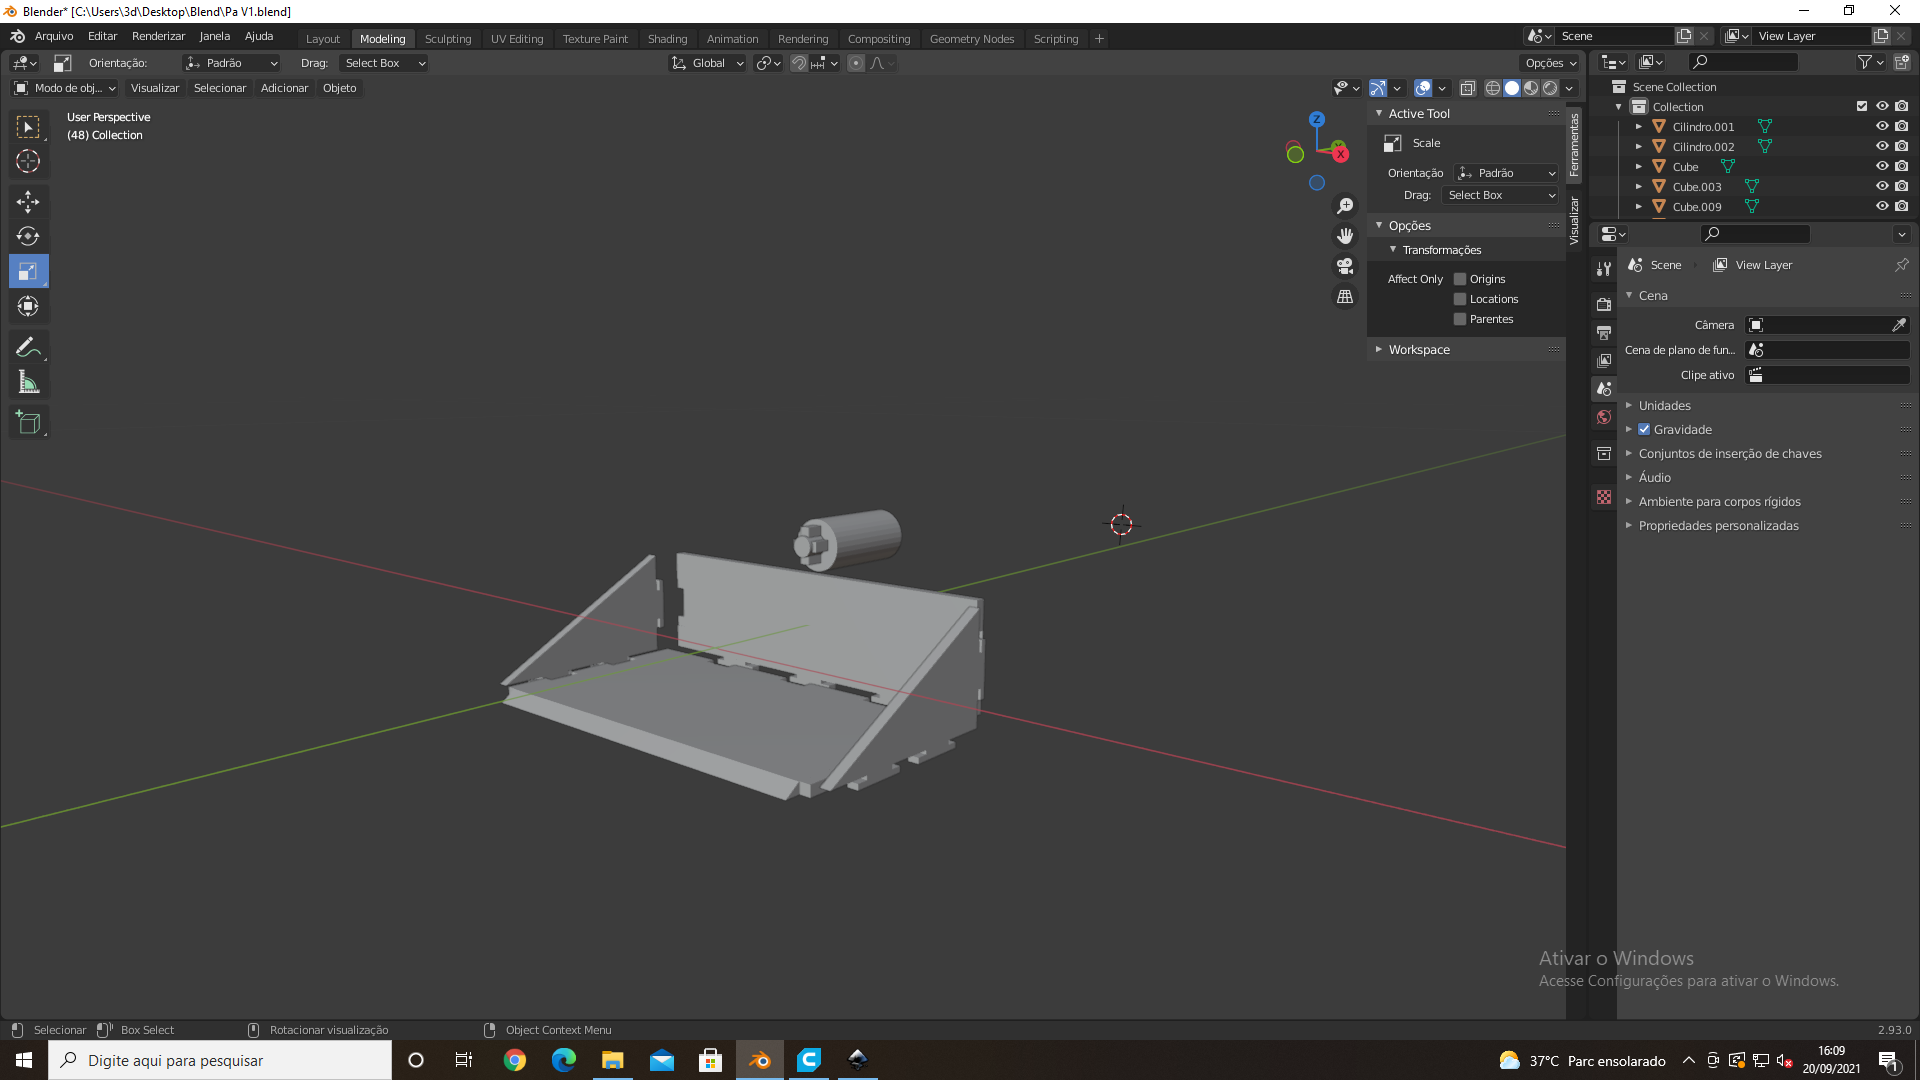 Blender* [C:\Users\3d\Desktop\Blend\Pa V1.blend]
Arquivo Editar Renderizar Janela Ajuda Layout Modeling Sculpting UV Editing Texture Paint Shading Animation Rendering Compositing Geometry Nodes Scripting + Scene View Layer
Orientação: Padrão Drag: Select Box Global Opções
Modo de obj... Visualizar Selecionar Adicionar Objeto
User Perspective
(48) Collection
Z
Y
X
Active Tool
Scale
Orientação Padrão
Drag: Select Box
Opções
Transformações
Affect Only Origins
Locations
Parentes
Workspace
Ferramentas
Visualizar
Scene Collection
Collection
Cilindro.001
Cilindro.002
Cube
Cube.003
Cube.009
Scene View Layer
Cena
Câmera
Cena de plano de fun...
Clipe ativo
Unidades
Gravidade
Conjuntos de inserção de chaves
Áudio
Ambiente para corpos rígidos
Propriedades personalizadas
Ativar o Windows
Acesse Configurações para ativar o Windows.
Selecionar Box Select Rotacionar visualização Object Context Menu 2.93.0
Digite aqui para pesquisar
37°C Parc ensolarado
16:09
20/09/2021
1